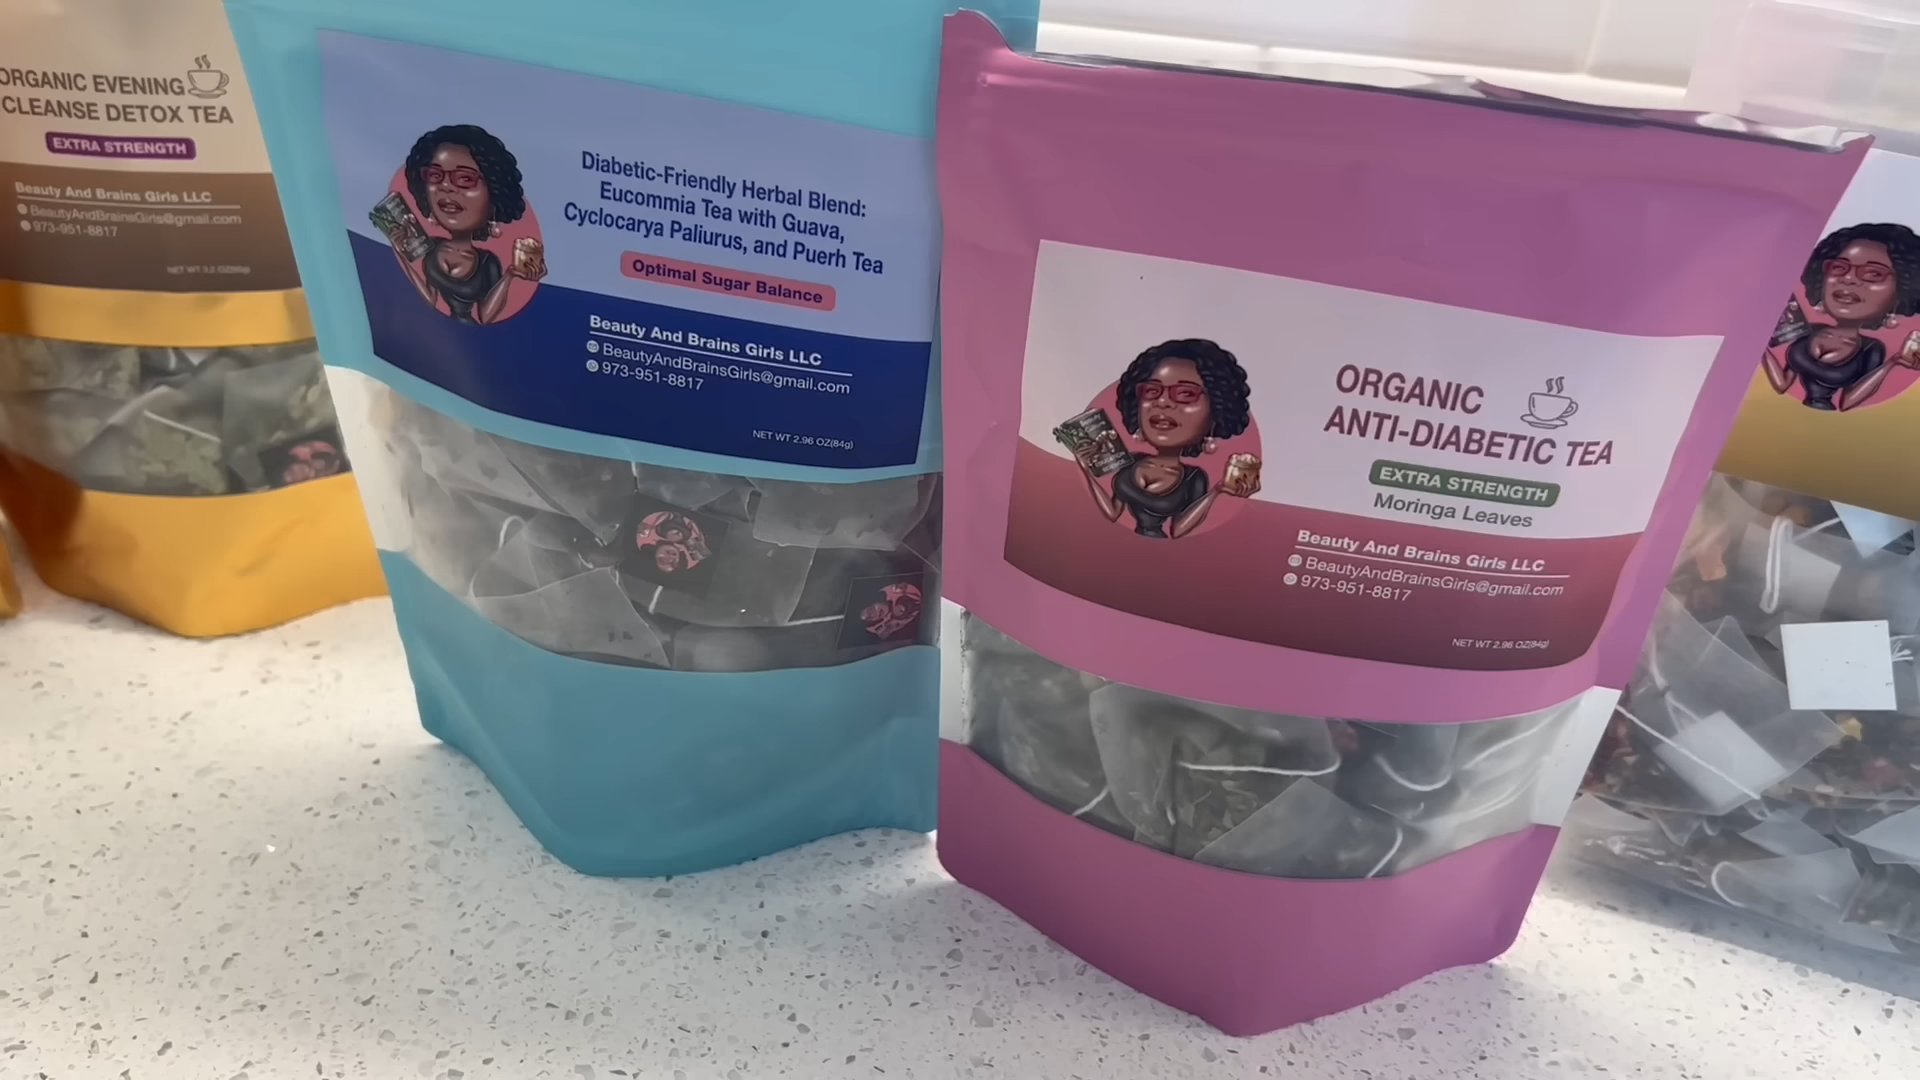 ORGANIC EVENING
CLEANSE DETOX TEA
EXTRA STRENGTH
Beauty And Brains Girls LLC
BeautyAndBrainsGirls@gmail.com
973-951-8817
Diabetic-Friendly Herbal Blend:
Eucommia Tea with Guava,
Cyclocarya Paliurus, and Puerh Tea
Optimal Sugar Balance
Beauty And Brains Girls LLC
BeautyAndBrainsGirls@gmail.com
973-951-8817
NET WT 2.96 OZ(84g)
ORGANIC
ANTI-DIABETIC TEA
EXTRA STRENGTH
Moringa Leaves
Beauty And Brains Girls LLC
BeautyAndBrainsGirls@gmail.com
973-951-8817
NET WT 2.96 OZ(84g)